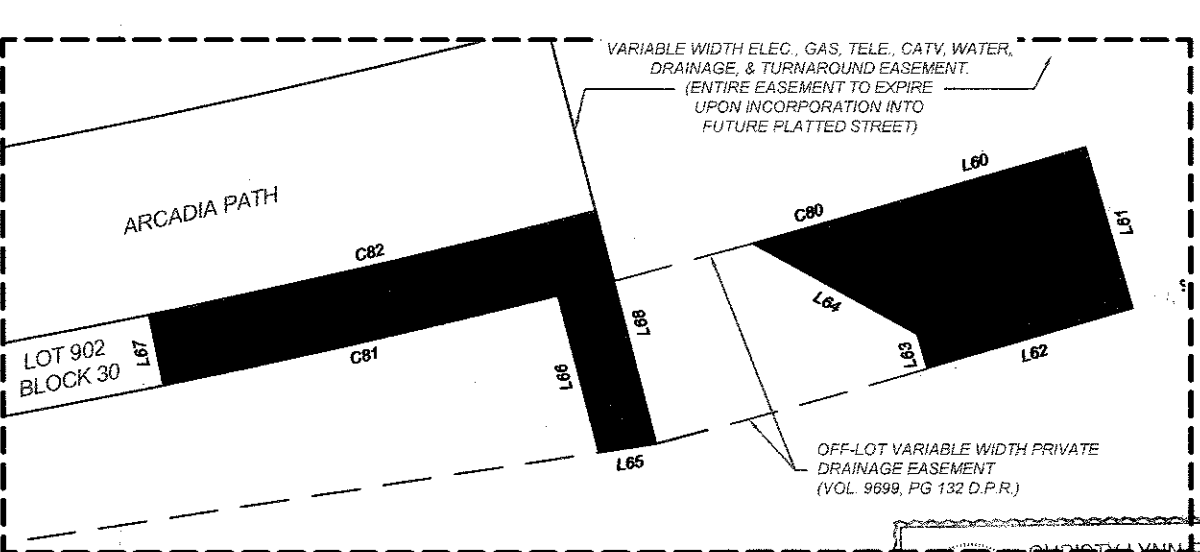 VARIABLE WIDTH ELEC., GAS, TELE., CATV, WATER,
DRAINAGE, & TURNAROUND EASEMENT.
(ENTIRE EASEMENT TO EXPIRE
UPON INCORPORATION INTO
FUTURE PLATTED STREET)
L60
ARCADIA PATH
C80
L61
C82
L64
L68
LOT 902
BLOCK 30
L67
C81
L63
L62
L66
L65
OFF-LOT VARIABLE WIDTH PRIVATE
DRAINAGE EASEMENT
(VOL. 9699, PG 132 D.P.R.)